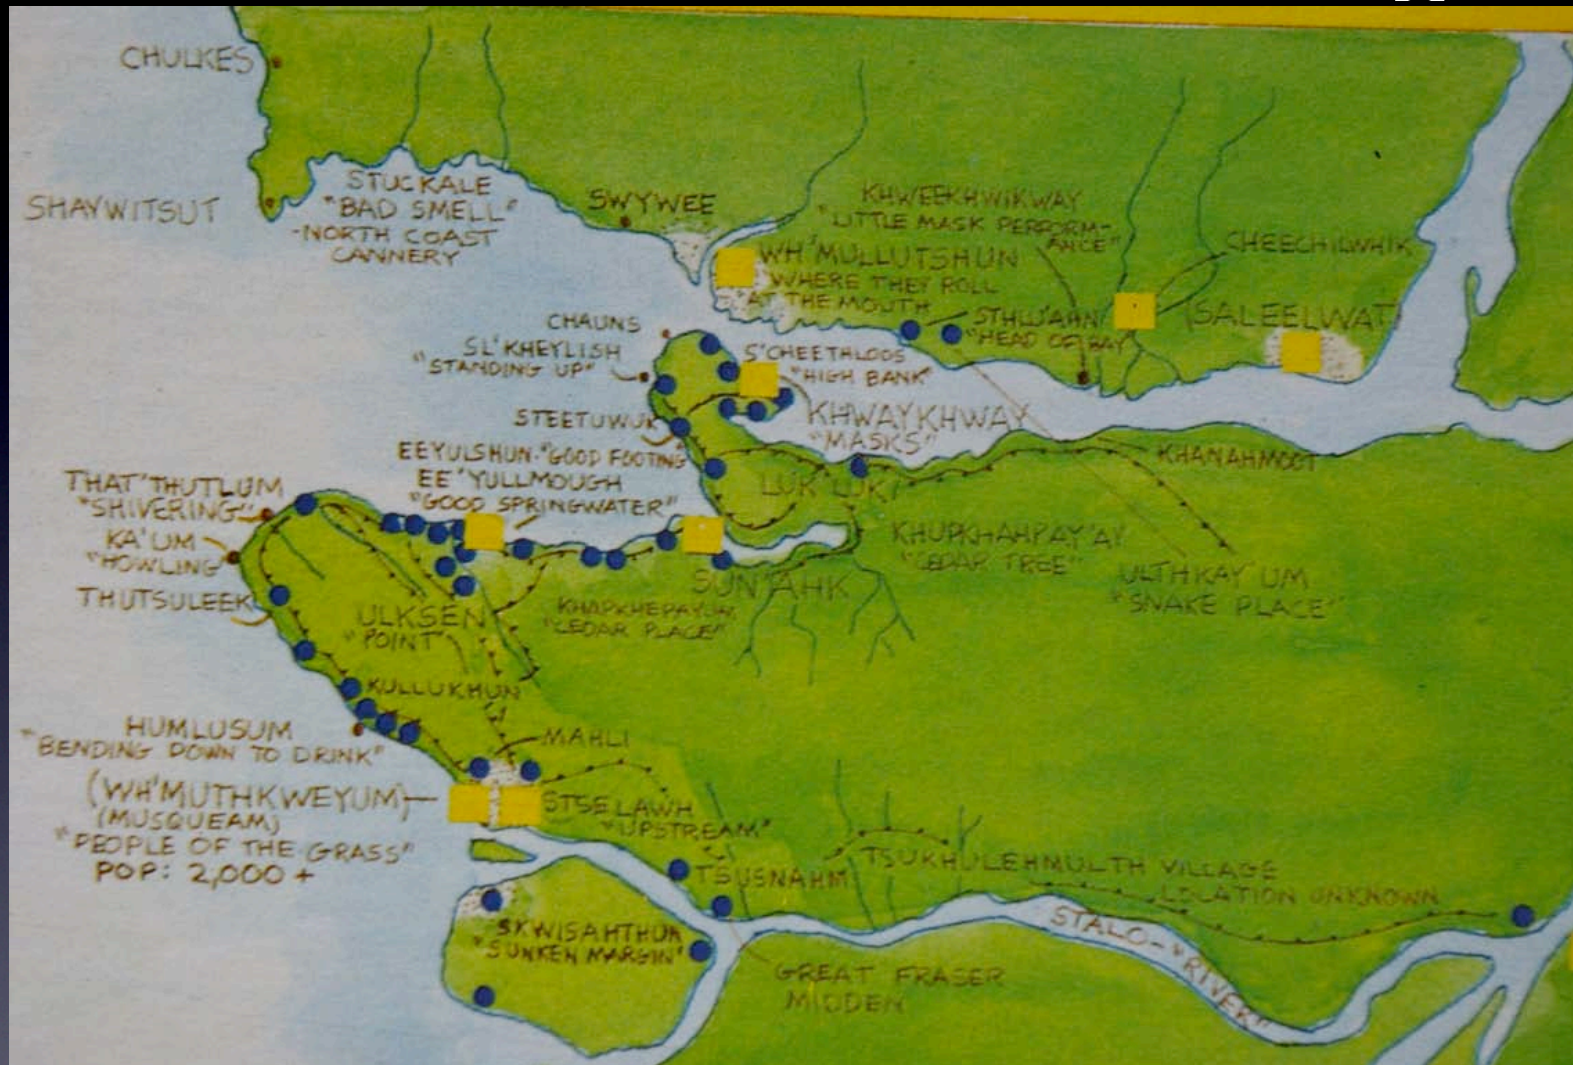 CHULKES
SHAYWITSUT
STUCKALE
"BAD SMELL"
-NORTH COAST
CANNERY
SWYWEE
KHWEEKHWIKWAY
"LITTLE MASK PERFORM-
ANCE"
CHEECHILWHIK
WH'MULLUTSHUN
WHERE THEY ROLL
AT THE MOUTH
STHLU'AHN
"HEAD OF BAY
(SALEELWAT)
CHAUNS
SL'KHEYLISH
"STANDING UP"
S'CHEETHLOOS
"HIGH BANK"
KHWAYKHWAY
"MASKS"
STEETUWUK
EEYULSHUN-"GOOD FOOTING
EE'YULLMOUGH
"GOOD SPRINGWATER"
LUK'LUKI
KHANAHMOOT
THAT'THUTLUM
"SHIVERING"
KA'UM
"HOWLING"
THUTSULEEK
KHUPKHAHPAY'AY
"CEDAR TREE"
ULTHKAY'UM
"SNAKE PLACE"
SUN'AHK
ULKSEN
"POINT"
"CEDAR PLACE"
KULLUKHUN
HUMLUSUM
"BENDING DOWN TO DRINK"
MAHLI
(WH'MUTHKWEYUM)
(MUSQUEAM)
"PEOPLE OF THE GRASS"
POP: 2,000 +
STSELAWH
"UPSTREAM"
TSUSNAHM
TSUKHULEHMULTH VILLAGE
LOCATION UNKNOWN
SKWISAHTHUN
"SUNKEN MARGIN"
STALO-"RIVER"
GREAT FRASER
MIDDEN